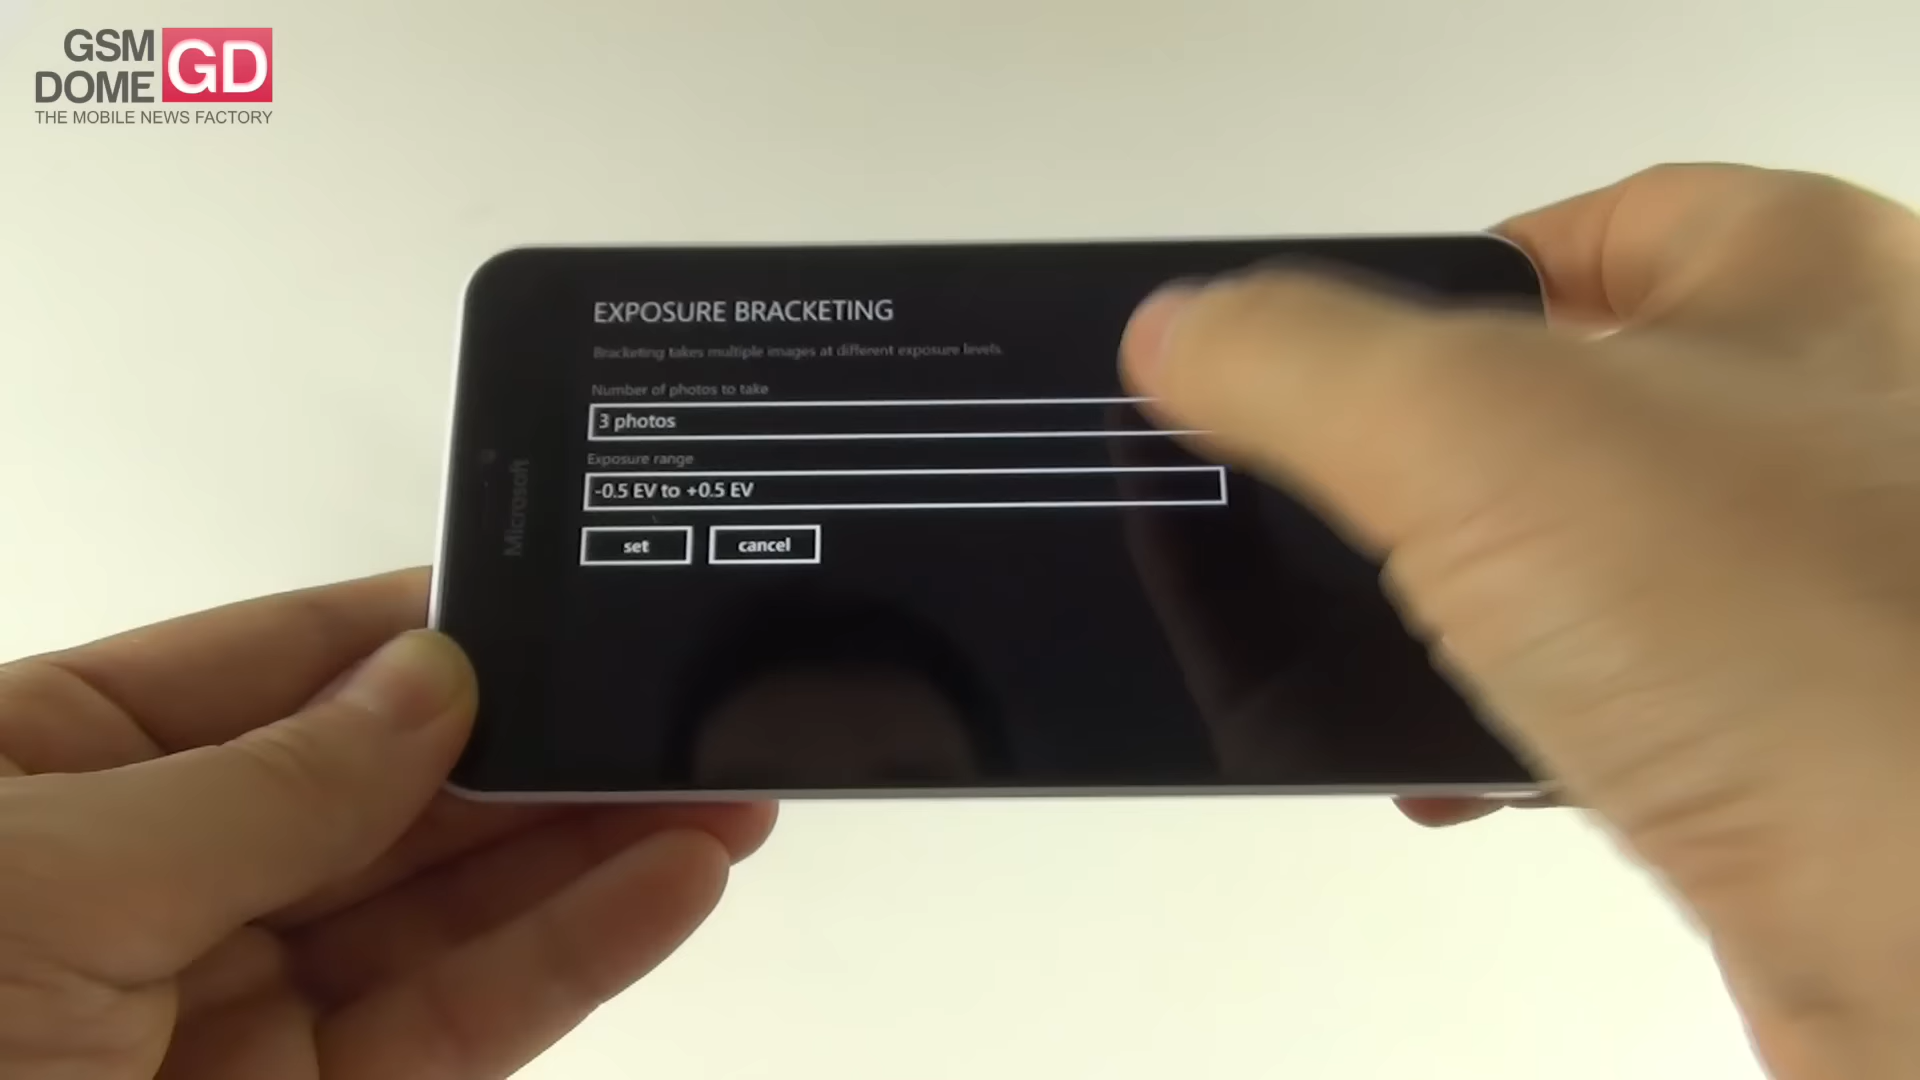 GSM
DOME
GD
THE MOBILE NEWS FACTORY
EXPOSURE BRACKETING
Bracketing takes multiple images at different exposure levels.
Number of photos to take
3 photos
Exposure range
-0.5 EV to +0.5 EV
set
cancel
Microsoft